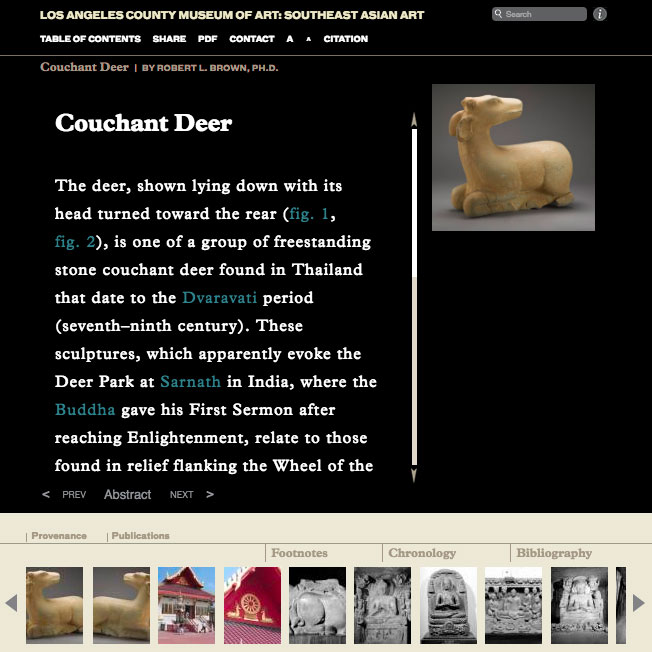 LOS ANGELES COUNTY MUSEUM OF ART: SOUTHEAST ASIAN ART
Search
i
TABLE OF CONTENTS SHARE PDF CONTACT A A CITATION
Couchant Deer | BY ROBERT L. BROWN, PH.D.
Couchant Deer
The deer, shown lying down with its
head turned toward the rear (fig. 1,
fig. 2), is one of a group of freestanding
stone couchant deer found in Thailand
that date to the Dvaravati period
(seventh–ninth century). These
sculptures, which apparently evoke the
Deer Park at Sarnath in India, where the
Buddha gave his First Sermon after
reaching Enlightenment, relate to those
found in relief flanking the Wheel of the
< PREV Abstract NEXT >
Provenance Publications
Footnotes Chronology Bibliography